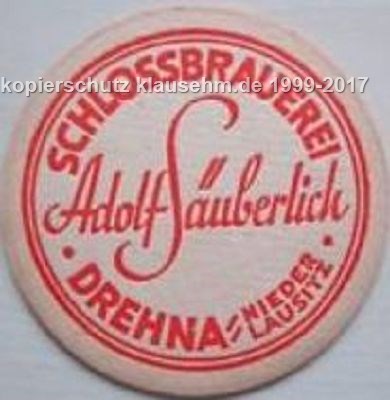 SCHLOSSBRAUEREI
kopierschutz klausehm.de 1999-2017
Adolf Säuberlich
DREHNA
NIEDER
LAUSITZ